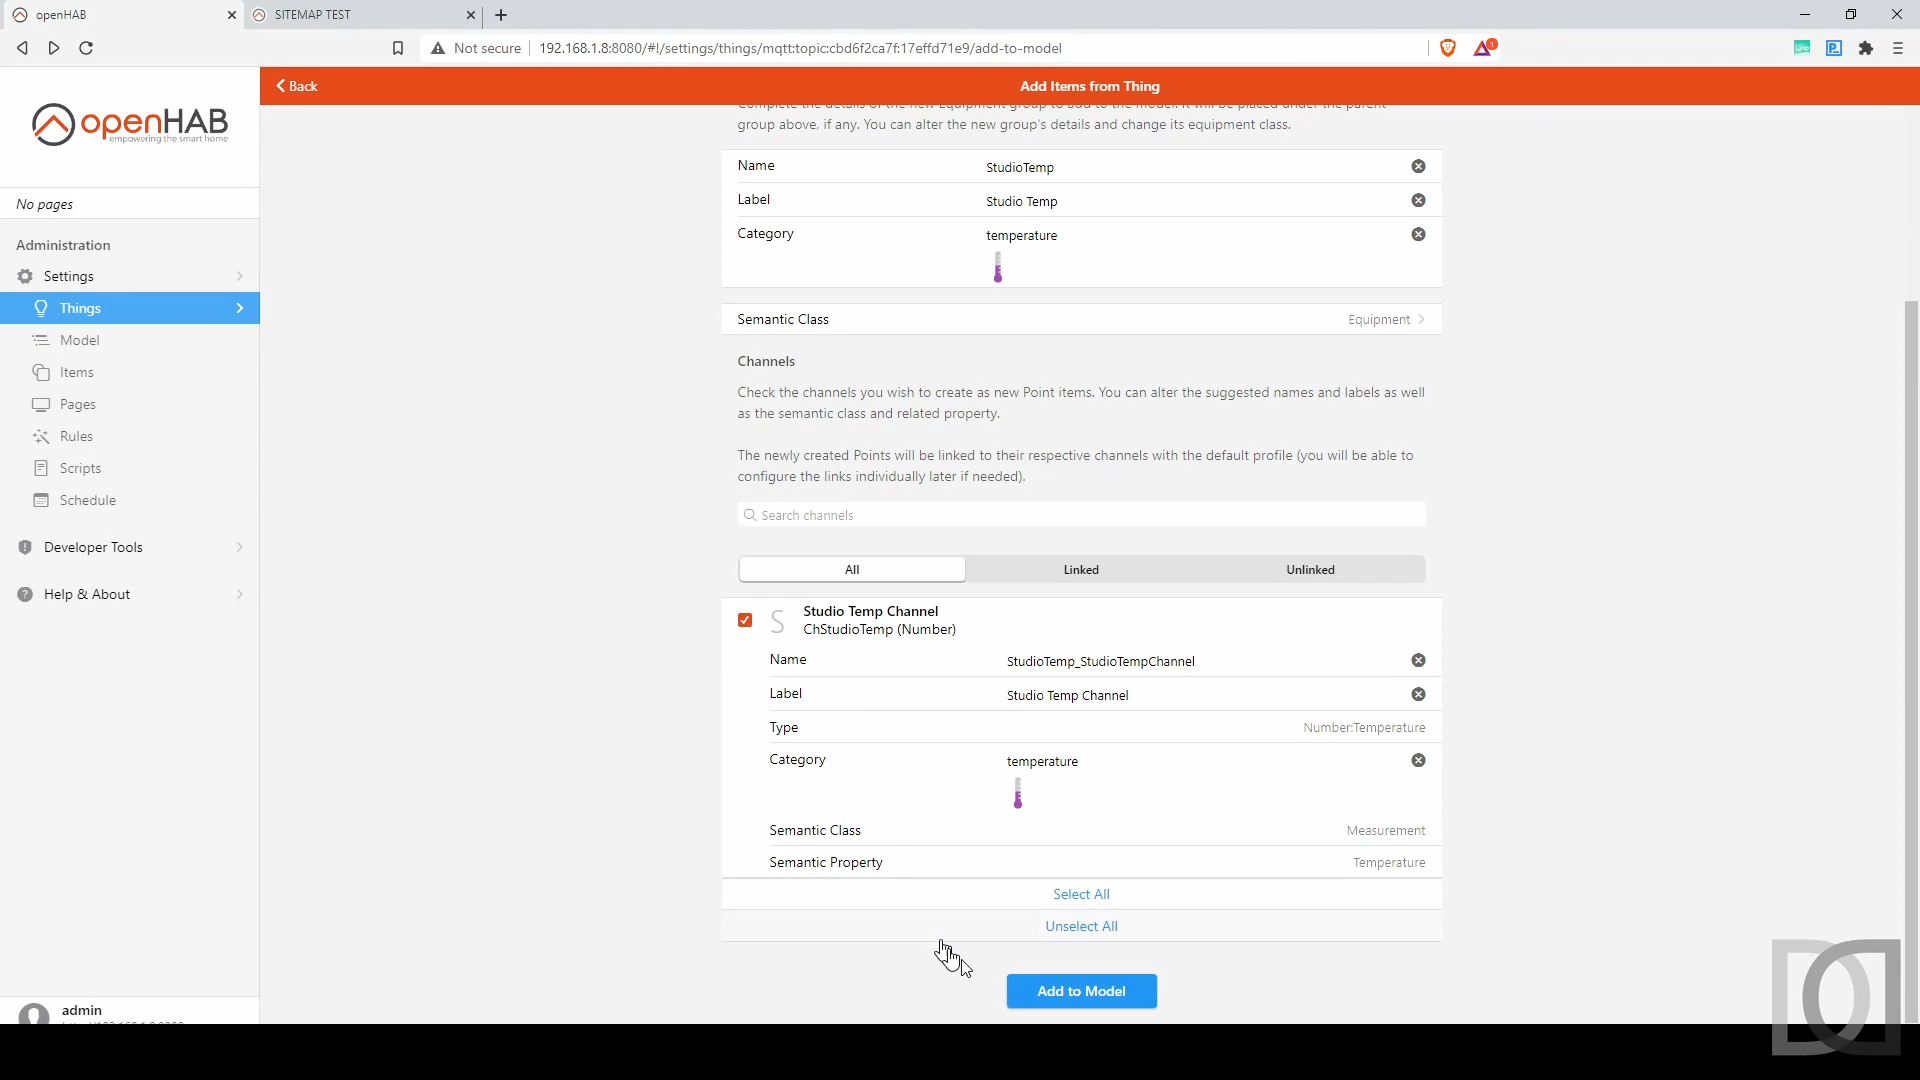 openHAB
SITEMAP TEST
Not secure
192.168.1.8:8080/#!/settings/things/mqtt:topic:cbd6f2ca7f:17effd71e9/add-to-model
1
Back
Add Items from Thing
openHAB
empowering the smart home
No pages
Administration
Settings
Things
Model
Items
Pages
Rules
Scripts
Schedule
Developer Tools
Help & About
admin
Complete the details of the new Equipment group to add to the model. It will be placed under the parent
group above, if any. You can alter the new group's details and change its equipment class.
Name
StudioTemp
Label
Studio Temp
Category
temperature
Semantic Class
Equipment
Channels
Check the channels you wish to create as new Point items. You can alter the suggested names and labels as well
as the semantic class and related property.
The newly created Points will be linked to their respective channels with the default profile (you will be able to
configure the links individually later if needed).
Search channels
All
Linked
Unlinked
S
Studio Temp Channel
ChStudioTemp (Number)
Name
StudioTemp_StudioTempChannel
Label
Studio Temp Channel
Type
Number:Temperature
Category
temperature
Semantic Class
Measurement
Semantic Property
Temperature
Select All
Unselect All
Add to Model